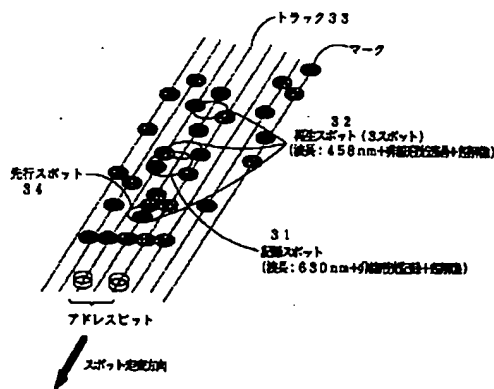 トラック33
マーク
32
再生スポット(3スポット)
(波長:458nm+
先行スポット
34
31
記録スポット
(波長:630nm+
アドレスピット
スポット走査方向